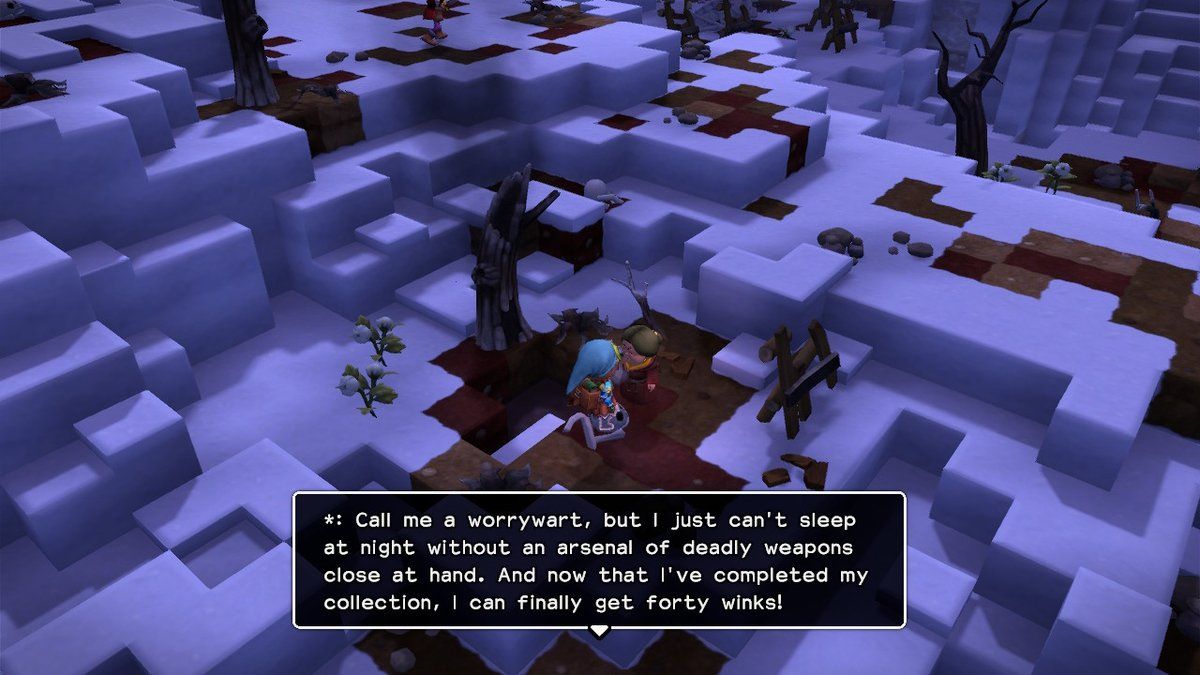 *: Call me a worrywart, but I just can't sleep
at night without an arsenal of deadly weapons
close at hand. And now that I've completed my
collection, I can finally get forty winks!